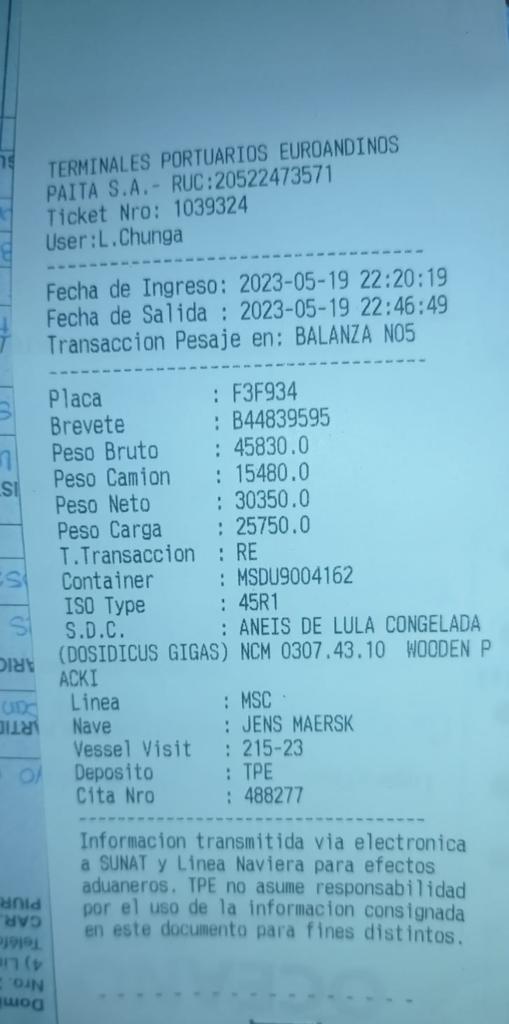 TERMINALES PORTUARIOS EUROANDINOS
PAITA S.A.- RUC:20522473571
Ticket Nro: 1039324
User:L.Chunga
Fecha de Ingreso: 2023-05-19 22:20:19
Fecha de Salida : 2023-05-19 22:46:49
Transaccion Pesaje en: BALANZA NO5
Placa : F3F934
Brevete : B44839595
Peso Bruto : 45830.0
Peso Camion : 15480.0
Peso Neto : 30350.0
Peso Carga : 25750.0
T.Transaccion : RE
Container : MSDU9004162
ISO Type : 45R1
S.D.C. : ANEIS DE LULA CONGELADA
(DOSIDICUS GIGAS) NCM 0307.43.10 WOODEN P
ACKI
Linea : MSC
Nave : JENS MAERSK
Vessel Visit : 215-23
Deposito : TPE
Cita Nro : 488277
Informacion transmitida via electronica
a SUNAT y Linea Naviera para efectos
aduaneros. TPE no asume responsabilidad
por el uso de la informacion consignada
en este documento para fines distintos.